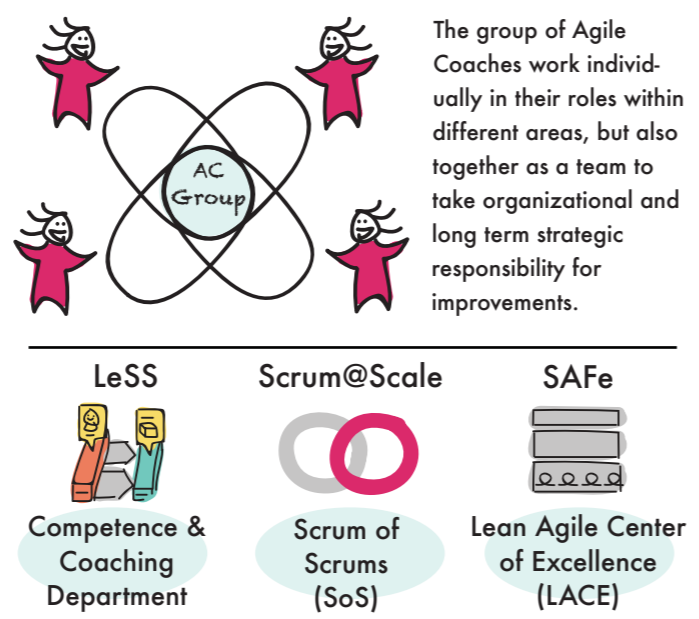 The group of Agile
Coaches work individ-
ually in their roles within
different areas, but also
together as a team to
take organizational and
long term strategic
responsibility for
improvements.
AC
Group
LeSS
Scrum@Scale
SAFe
Competence &
Coaching
Department
Scrum of
Scrums
(SoS)
Lean Agile Center
of Excellence
(LACE)